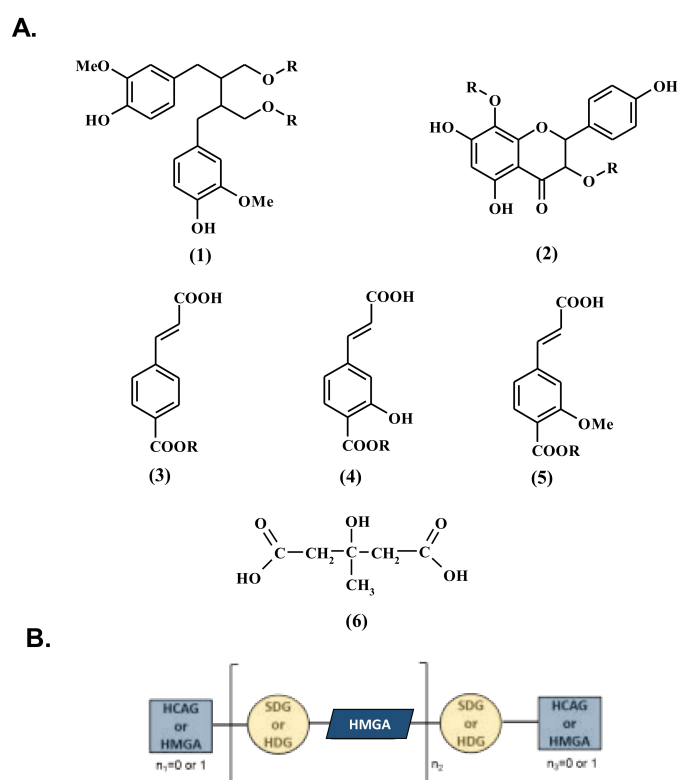 A.
MeO
HO
O
R
O
R
OMe
OH
(1)
R
O
OH
HO
O
O
R
OH
O
(2)
COOH
COOR
(3)
COOH
OH
COOR
(4)
COOH
OMe
COOR
(5)
O OH O
C CH2 C CH2 C
HO CH3 OH
(6)
B.
HCAG or HMGA
n1=0 or 1
SDG or HDG
HMGA
n2
SDG or HDG
HCAG or HMGA
n3=0 or 1